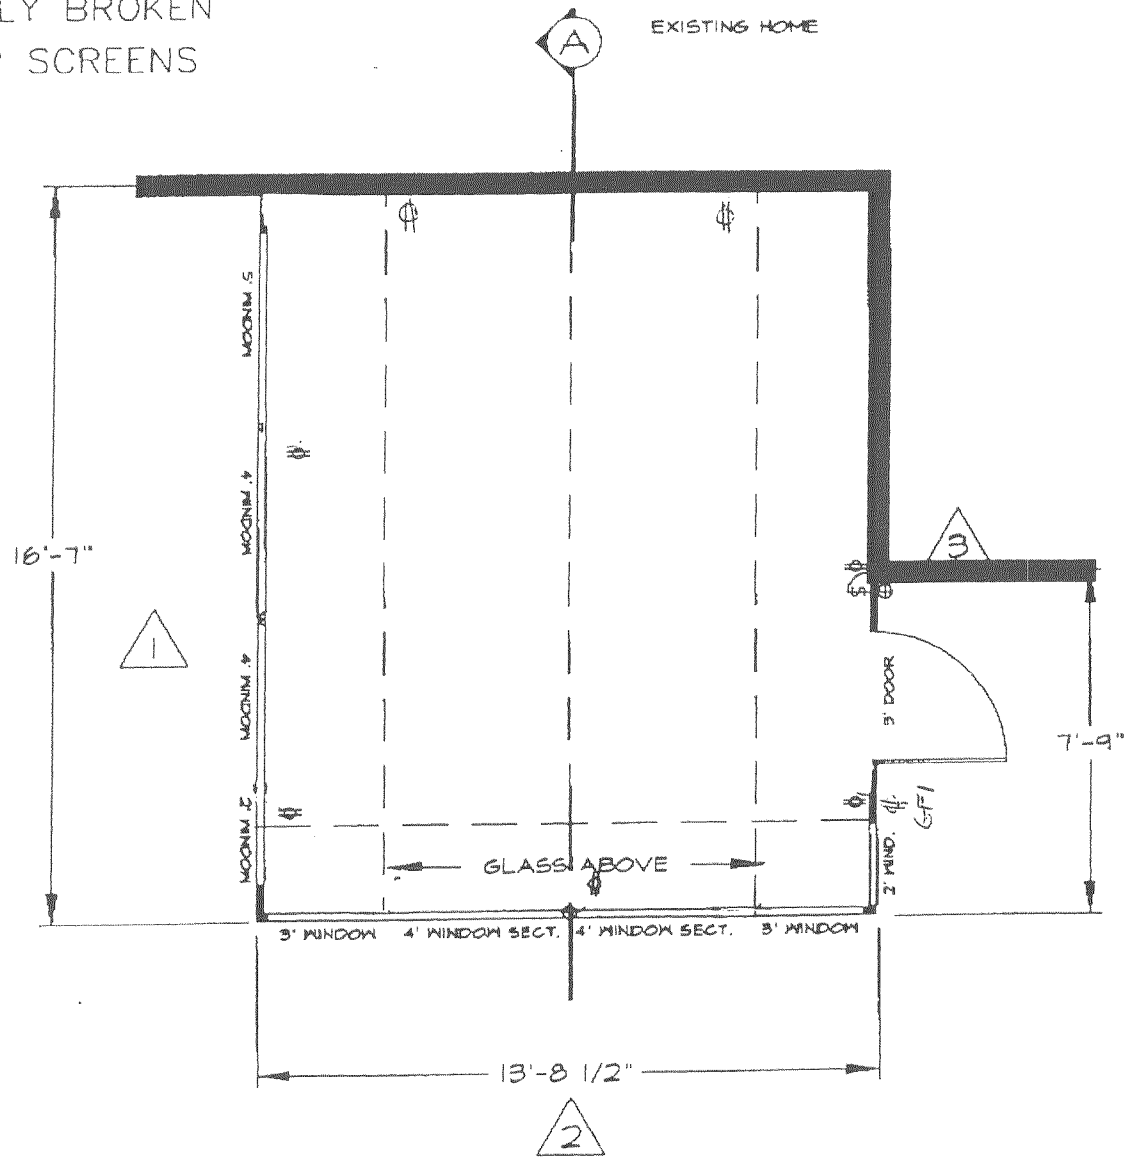 LY BROKEN
SCREENS
A
EXISTING HOME
5' WINDOW
4' WINDOW
16'-7"
3
$
1
4' WINDOW
3' DOOR
7'-9"
2' WINDOW
GFI
GLASS ABOVE
2' WIND.
3' WINDOW 4' WINDOW SECT. 4' WINDOW SECT. 3' WINDOW
13'-8 1/2"
2